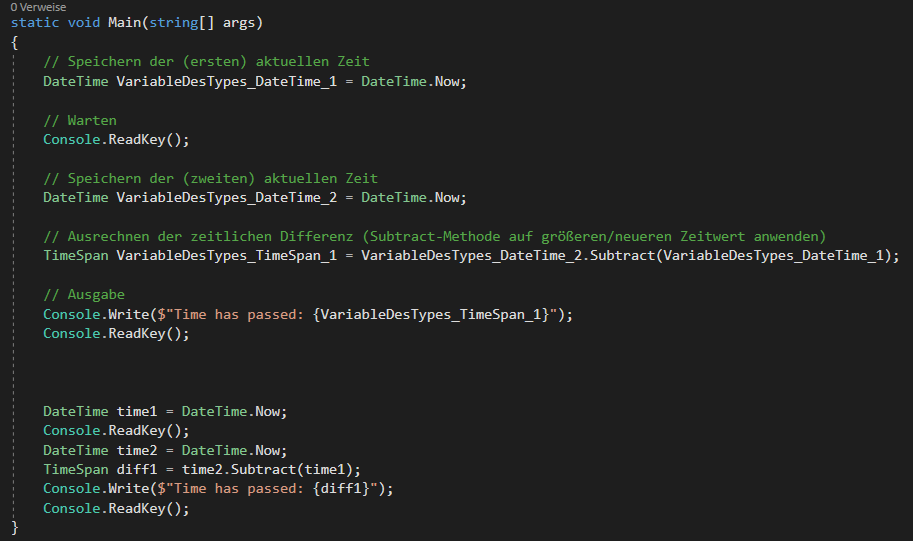 0 Verweise
static void Main(string[] args)
{
// Speichern der (ersten) aktuellen Zeit
DateTime VariableDesTypes_DateTime_1 = DateTime.Now;
// Warten
Console.ReadKey();
// Speichern der (zweiten) aktuellen Zeit
DateTime VariableDesTypes_DateTime_2 = DateTime.Now;
// Ausrechnen der zeitlichen Differenz (Subtract-Methode auf größeren/neueren Zeitwert anwenden)
TimeSpan VariableDesTypes_TimeSpan_1 = VariableDesTypes_DateTime_2.Subtract(VariableDesTypes_DateTime_1);
// Ausgabe
Console.Write($"Time has passed: {VariableDesTypes_TimeSpan_1}");
Console.ReadKey();
DateTime time1 = DateTime.Now;
Console.ReadKey();
DateTime time2 = DateTime.Now;
TimeSpan diff1 = time2.Subtract(time1);
Console.Write($"Time has passed: {diff1}");
Console.ReadKey();
}